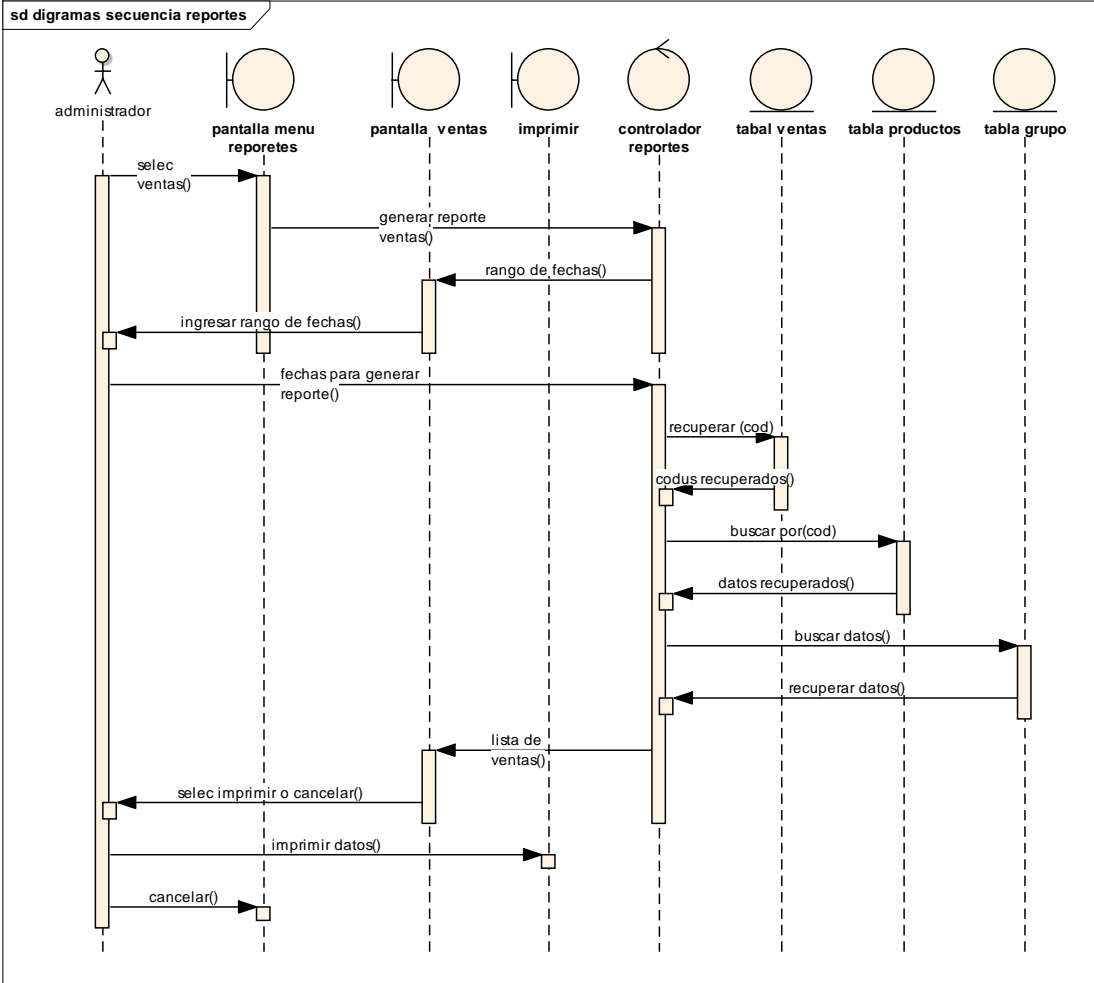 sd digramas secuencia reportes
administrador
pantalla menu
reporetes
pantalla ventas
imprimir
controlador
reportes
tabal ventas
tabla productos
tabla grupo
selec
ventas()
generar reporte
ventas()
rango de fechas()
ingresar rango de fechas()
fechas para generar
reporte()
recuperar (cod)
codus recuperados()
buscar por(cod)
datos recuperados()
buscar datos()
recuperar datos()
lista de
ventas()
selec imprimir o cancelar()
imprimir datos()
cancelar()